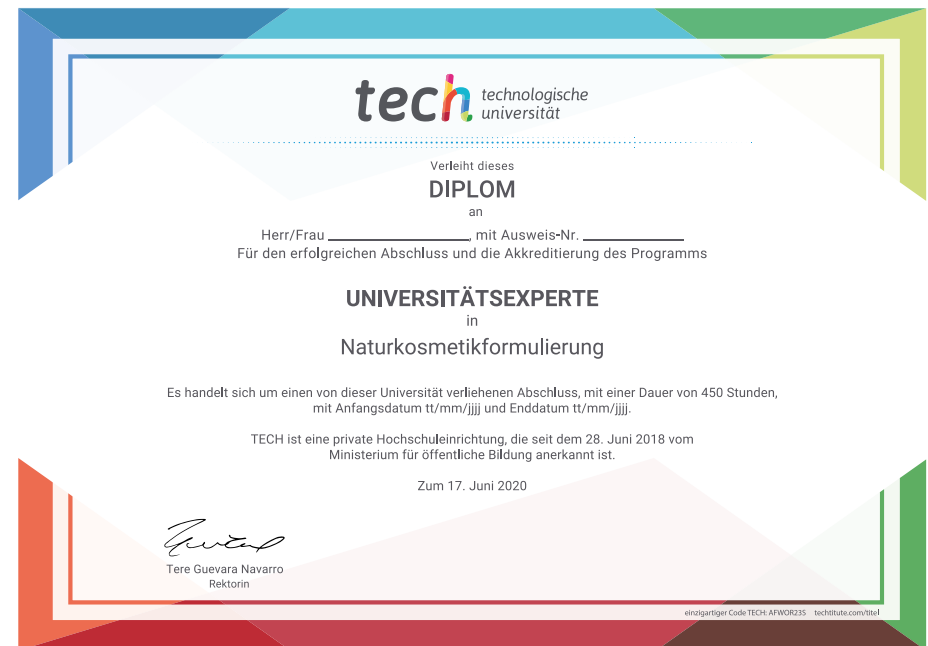 tech technologische
universität
Verleiht dieses
DIPLOM
an
Herr/Frau ____________________, mit Ausweis-Nr. ______________
Für den erfolgreichen Abschluss und die Akkreditierung des Programms
UNIVERSITÄTSEXPERTE
in
Naturkosmetikformulierung
Es handelt sich um einen von dieser Universität verliehenen Abschluss, mit einer Dauer von 450 Stunden,
mit Anfangsdatum tt/mm/jjjj und Enddatum tt/mm/jjjj.
TECH ist eine private Hochschuleinrichtung, die seit dem 28. Juni 2018 vom
Ministerium für öffentliche Bildung anerkannt ist.
Zum 17. Juni 2020
Tere Guevara Navarro
Rektorin
einzigartiger Code TECH: AFWOR23S techtitute.com/titel